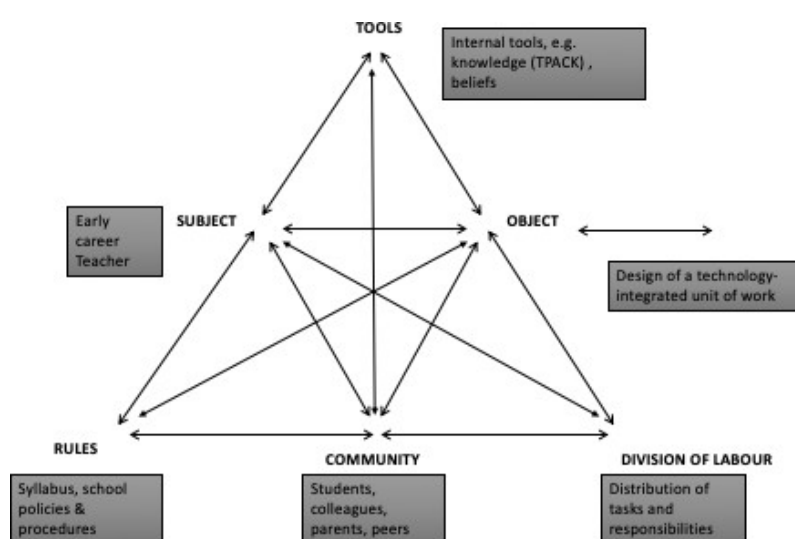 TOOLS
Internal tools, e.g.
knowledge (TPACK) ,
beliefs
Early
career
Teacher
SUBJECT
OBJECT
Design of a technology-
integrated unit of work
RULES
COMMUNITY
DIVISION OF LABOUR
Syllabus, school
policies &
procedures
Students,
colleagues,
parents, peers
Distribution of
tasks and
responsibilities